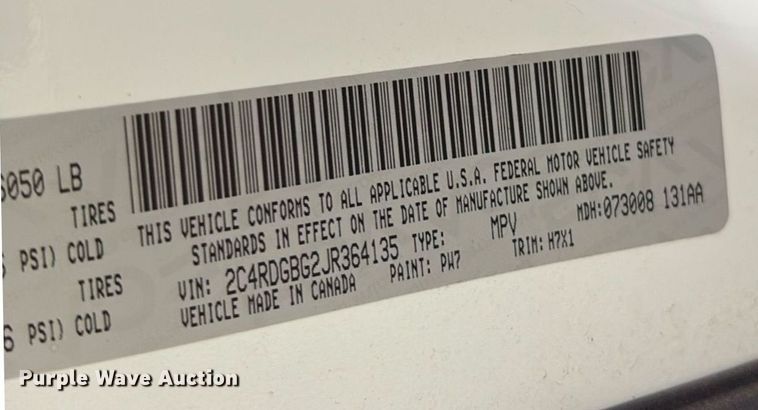 6050 LB
TIRES
PSI) COLD
TIRES
6 PSI) COLD
THIS VEHICLE CONFORMS TO ALL APPLICABLE U.S.A. FEDERAL MOTOR VEHICLE SAFETY
STANDARDS IN EFFECT ON THE DATE OF MANUFACTURE SHOWN ABOVE.
VIN: 2C4RDGBG2JR364135 TYPE: MPV MDH:073008 131AA
VEHICLE MADE IN CANADA PAINT: PW7 TRIM: H7X1
Purple Wave Auction